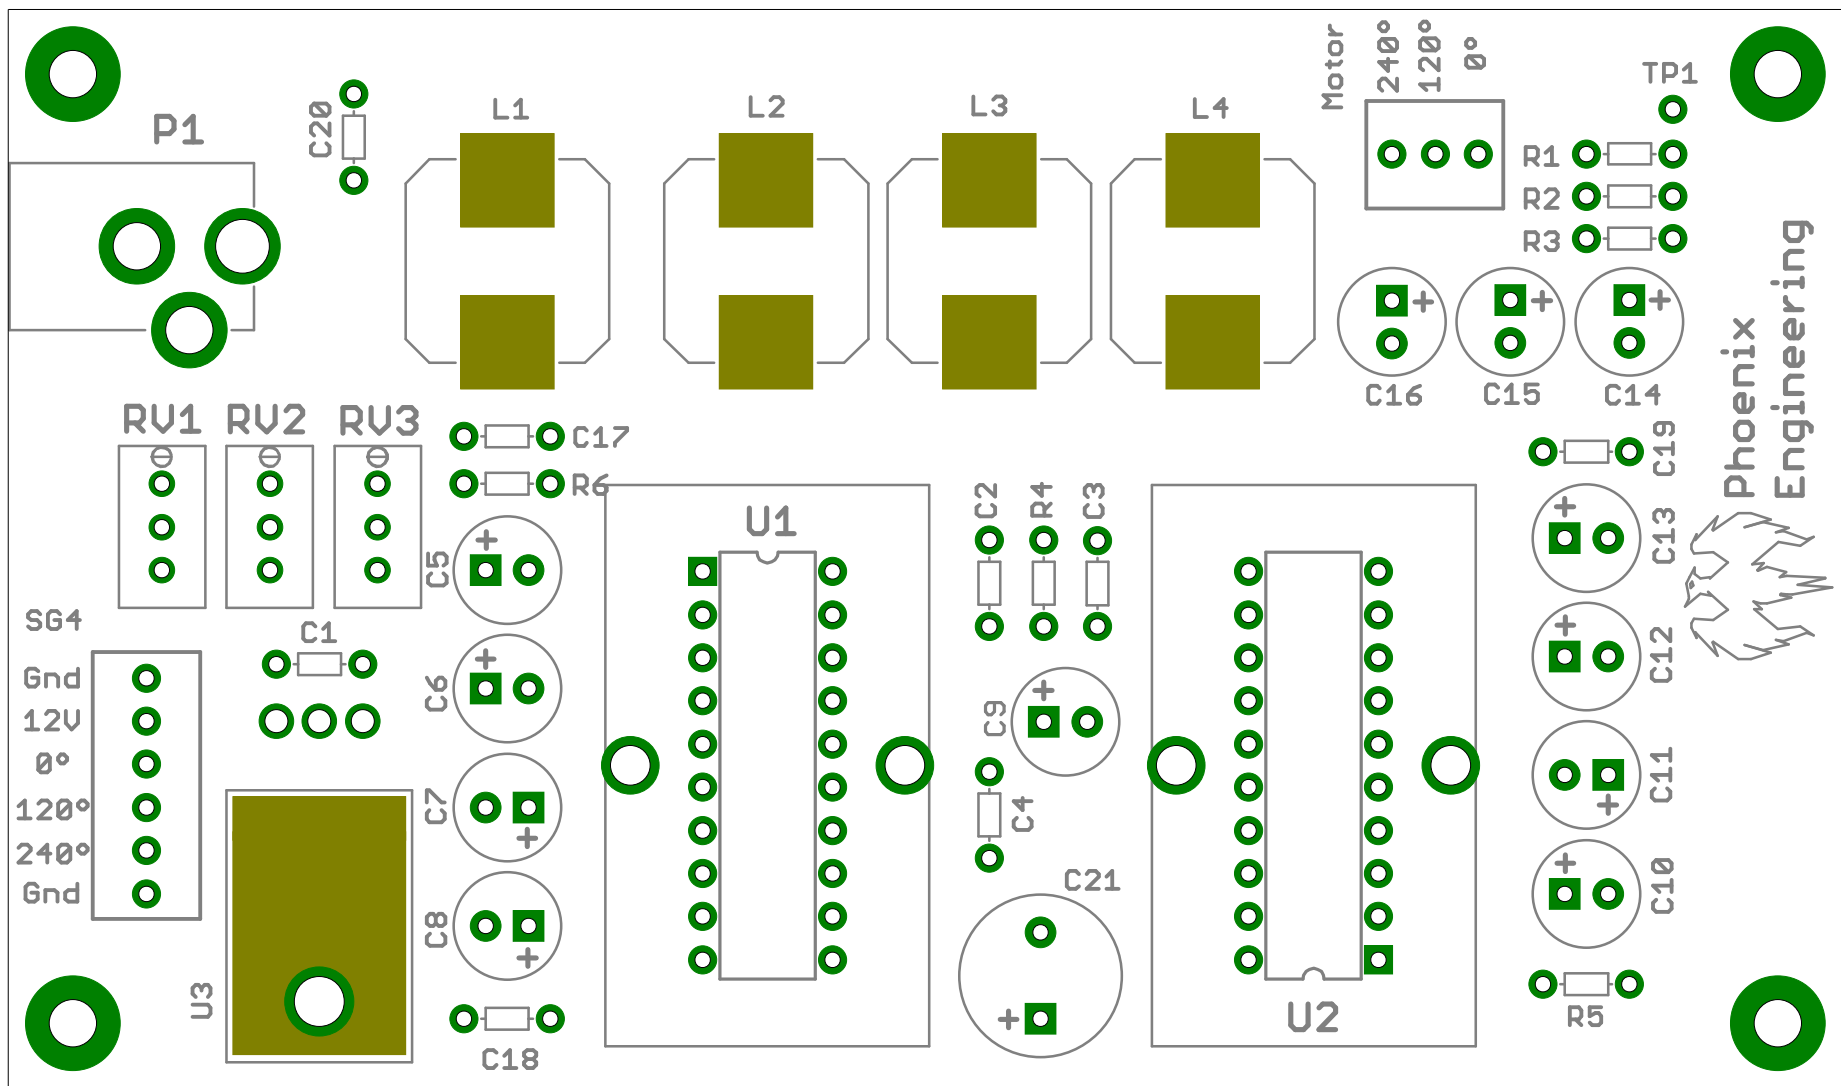 Motor
240°
120°
0°
TP1
L1
L2
L3
L4
C20
P1
R1
R2
R3
C16
C15
C14
Phoenix
Engineering
RV1
RV2
RV3
C17
R6
C19
U1
C2
R4
C3
C5
C13
SG4
C1
C6
C12
Gnd
12V
0°
120°
240°
Gnd
C9
C7
C4
C11
C21
C8
C10
U3
U2
R5
C18
+
+
+
+
+
+
+
+
+
+
+
+
+